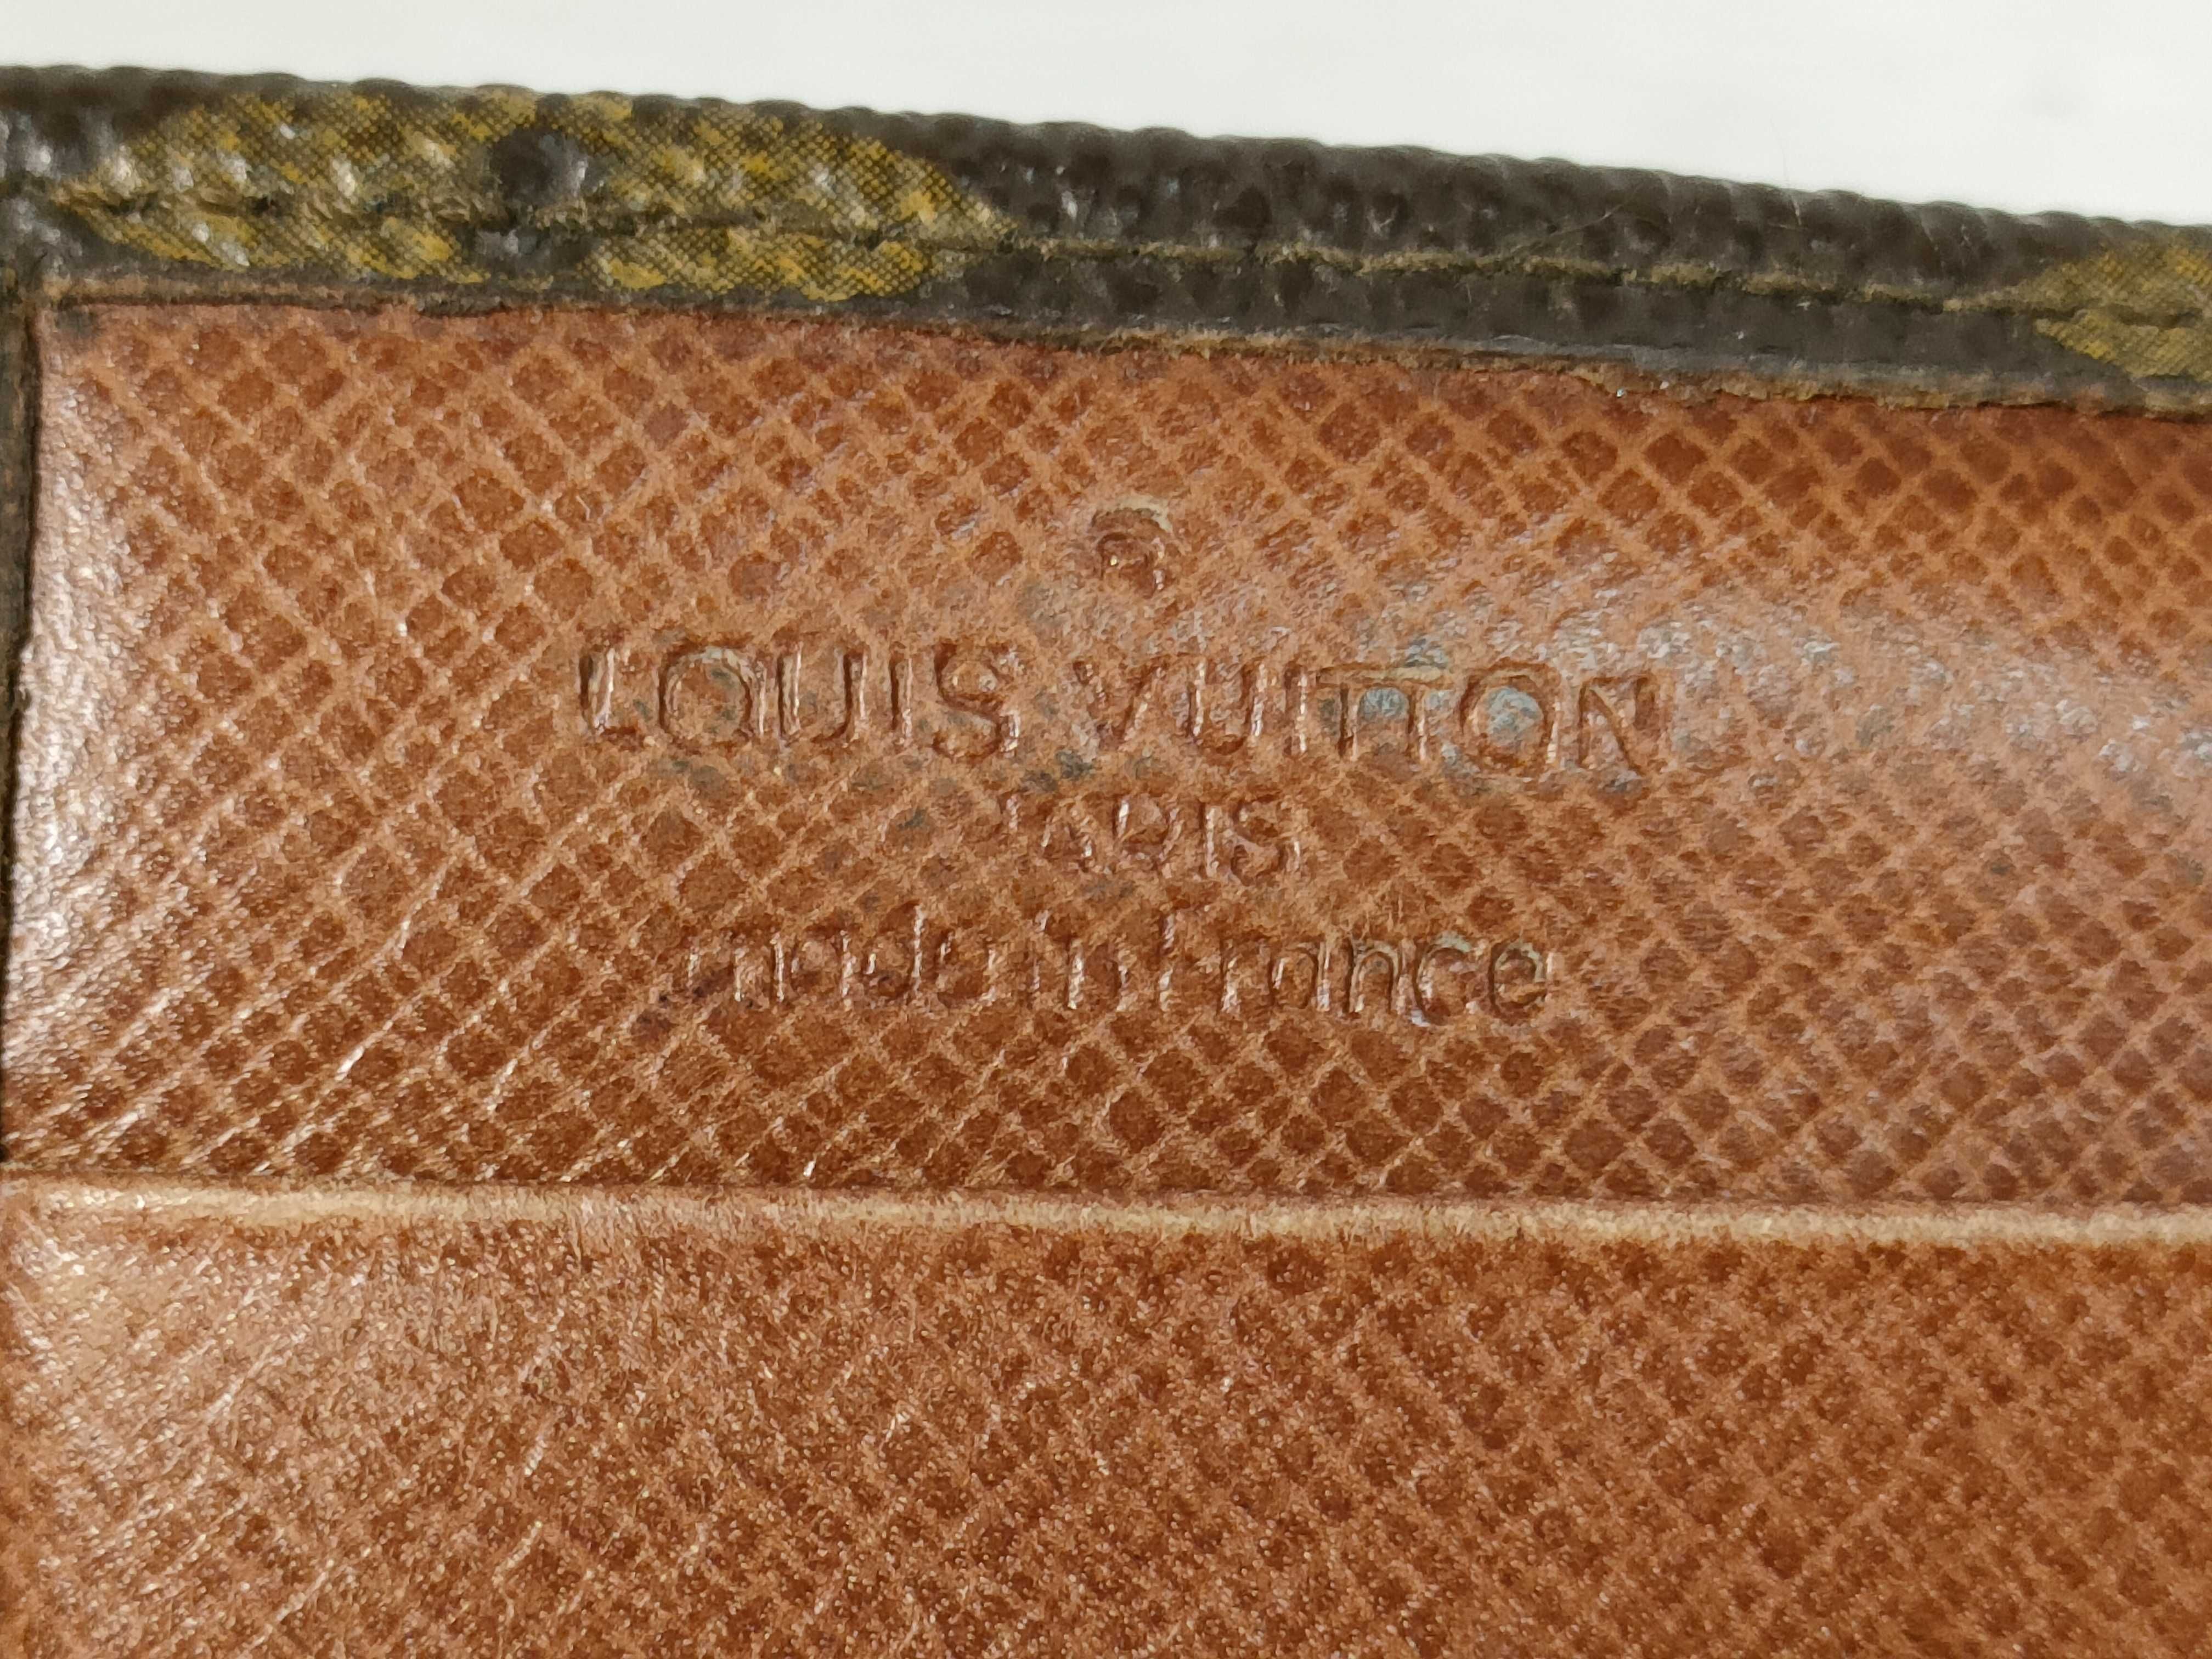 ®
LOUIS VUITTON
PARIS
made in France